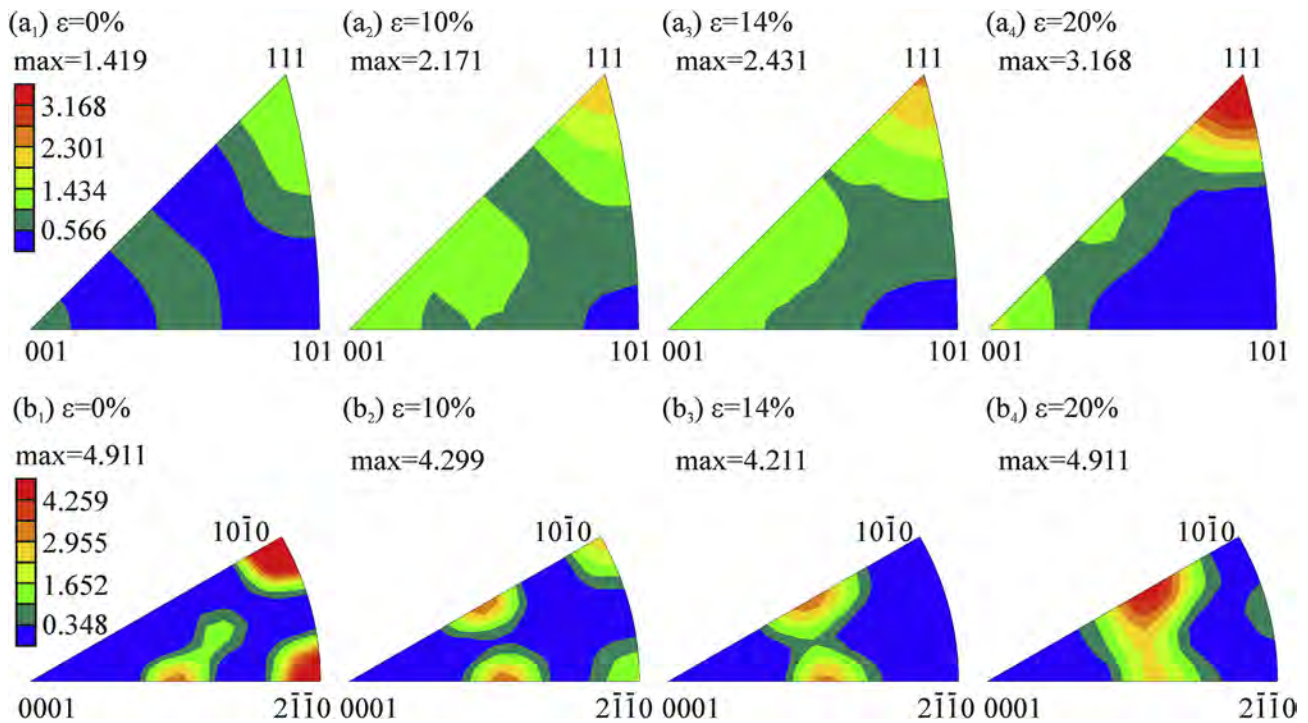 (a₁) ε=0%
max=1.419
3.168
2.301
1.434
0.566
111
001
101
(a₂) ε=10%
max=2.171
111
001
101
(a₃) ε=14%
max=2.431
111
001
101
(a₄) ε=20%
max=3.168
111
001
101
(b₁) ε=0%
max=4.911
4.259
2.955
1.652
0.348
101̄0
0001
21̄1̄0
(b₂) ε=10%
max=4.299
101̄0
0001
21̄1̄0
(b₃) ε=14%
max=4.211
101̄0
0001
21̄1̄0
(b₄) ε=20%
max=4.911
101̄0
0001
21̄1̄0